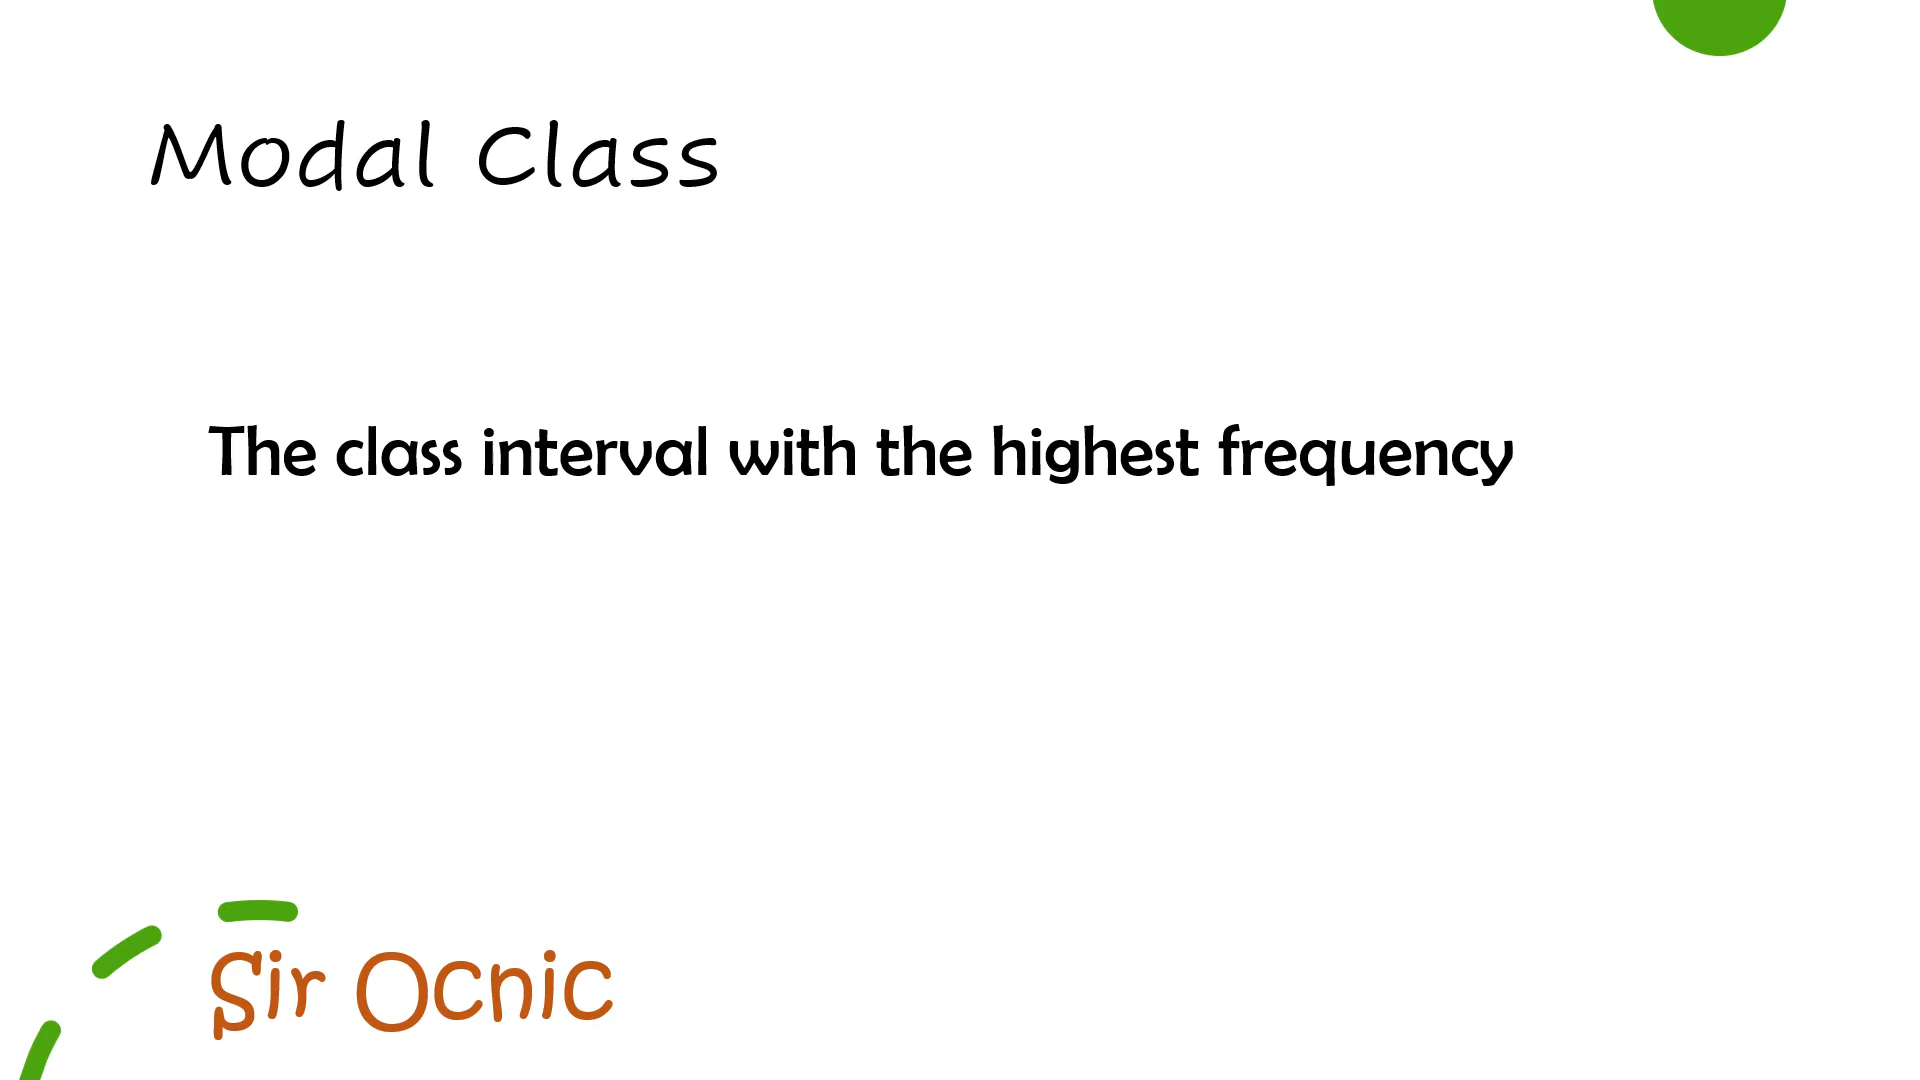 Modal Class
The class interval with the highest frequency
Sir Ocnic